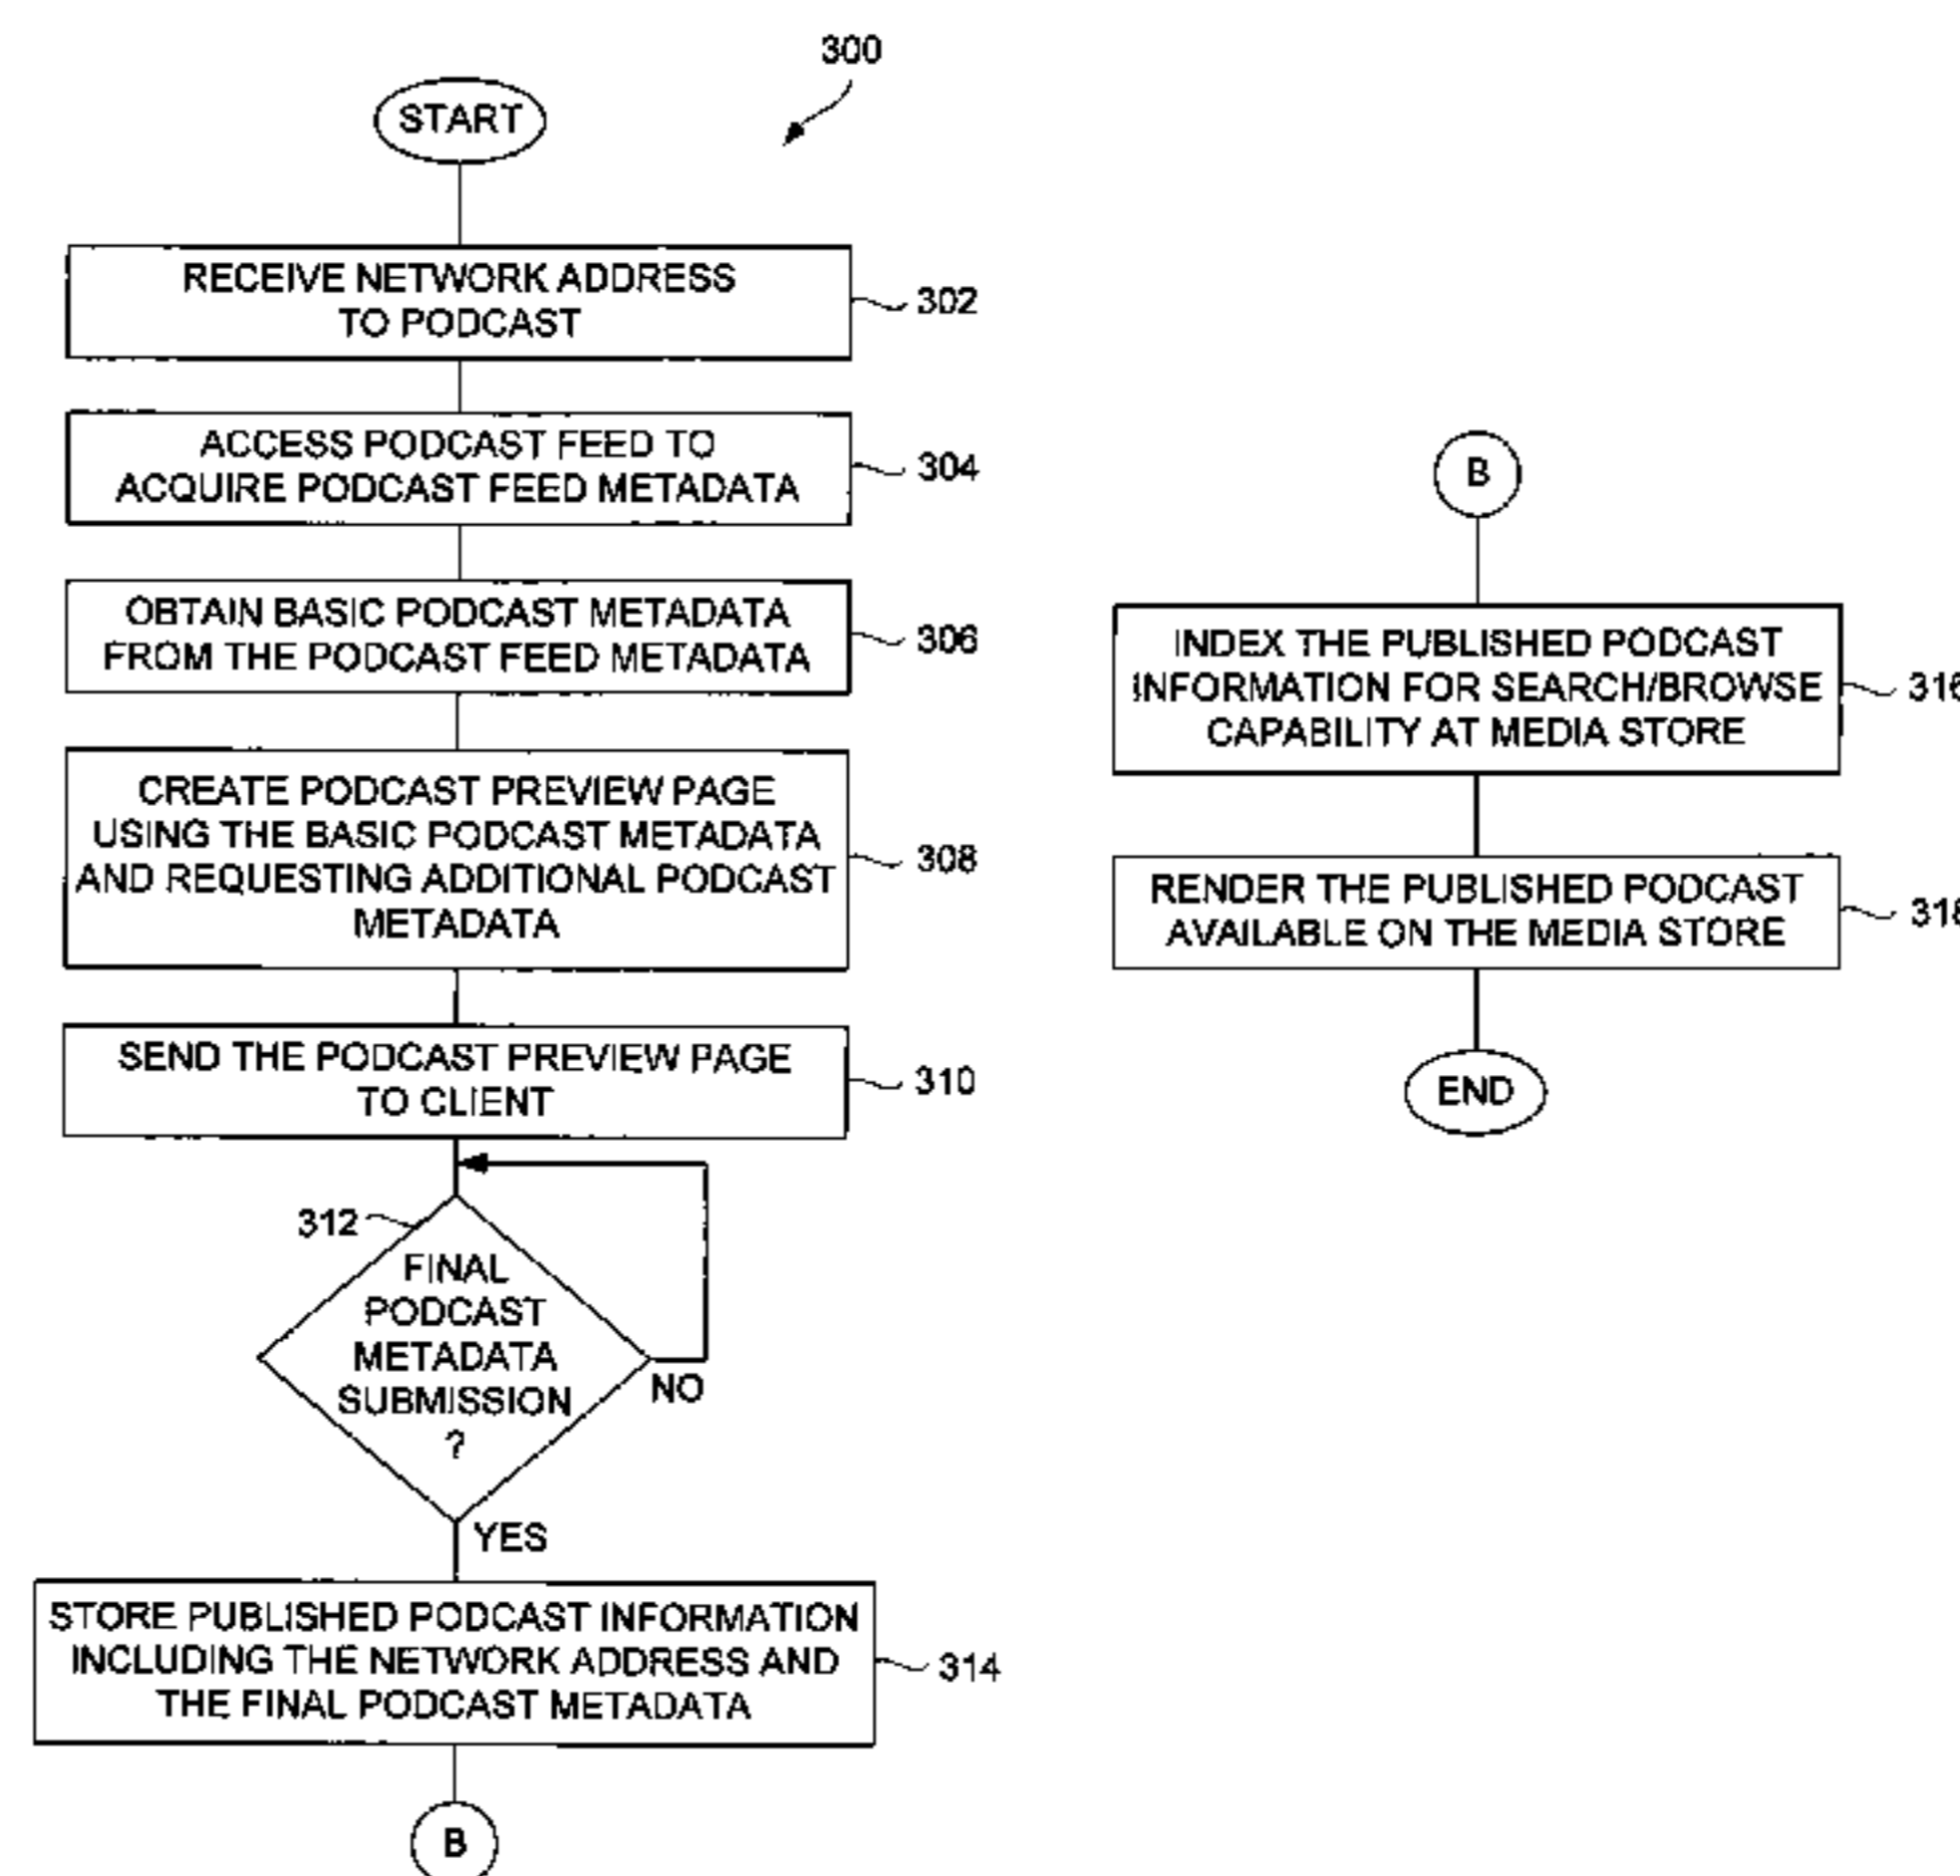 300
START
RECEIVE NETWORK ADDRESS
TO PODCAST
302
ACCESS PODCAST FEED TO
ACQUIRE PODCAST FEED METADATA
304
OBTAIN BASIC PODCAST METADATA
FROM THE PODCAST FEED METADATA
306
CREATE PODCAST PREVIEW PAGE
USING THE BASIC PODCAST METADATA
AND REQUESTING ADDITIONAL PODCAST
METADATA
308
SEND THE PODCAST PREVIEW PAGE
TO CLIENT
310
312
FINAL
PODCAST
METADATA
SUBMISSION
?
NO
YES
STORE PUBLISHED PODCAST INFORMATION
INCLUDING THE NETWORK ADDRESS AND
THE FINAL PODCAST METADATA
314
B
B
INDEX THE PUBLISHED PODCAST
INFORMATION FOR SEARCH/BROWSE
CAPABILITY AT MEDIA STORE
316
RENDER THE PUBLISHED PODCAST
AVAILABLE ON THE MEDIA STORE
318
END